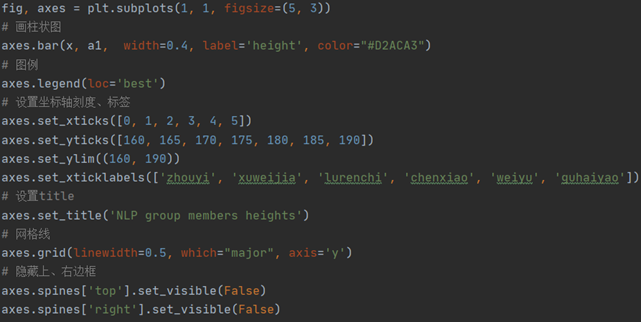 fig, axes = plt.subplots(1, 1, figsize=(5, 3))
# 画柱状图
axes.bar(x, a1,  width=0.4, label='height', color="#D2ACA3")
# 图例
axes.legend(loc='best')
# 设置坐标轴刻度、标签
axes.set_xticks([0, 1, 2, 3, 4, 5])
axes.set_yticks([160, 165, 170, 175, 180, 185, 190])
axes.set_ylim((160, 190))
axes.set_xticklabels(['zhouyi', 'xuweijia', 'lurenchi', 'chenxiao', 'weiyu', 'guhaiyao'])
# 设置title
axes.set_title('NLP group members heights')
# 网格线
axes.grid(linewidth=0.5, which="major", axis='y')
# 隐藏上、右边框
axes.spines['top'].set_visible(False)
axes.spines['right'].set_visible(False)